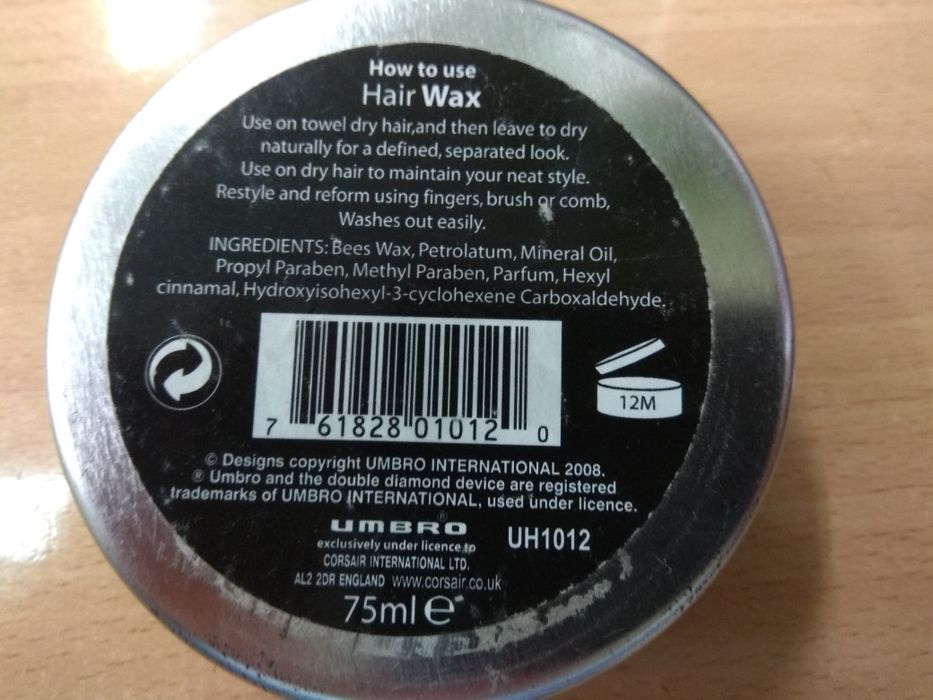 How to use
Hair Wax
Use on towel dry hair,and then leave to dry
naturally for a defined, separated look.
Use on dry hair to maintain your neat style.
Restyle and reform using fingers, brush or comb,
Washes out easily.
INGREDIENTS: Bees Wax, Petrolatum, Mineral Oil,
Propyl Paraben, Methyl Paraben, Parfum, Hexyl
cinnamal, Hydroxyisohexyl-3-cyclohexene Carboxaldehyde.
12M
7 61828 01012 0
© Designs copyright UMBRO INTERNATIONAL 2008.
® Umbro and the double diamond device are registered
trademarks of UMBRO INTERNATIONAL, used under licence.
UMBRO®
UH1012
exclusively under licence to
CORSAIR INTERNATIONAL LTD.
AL2 2DR ENGLAND www.corsair.co.uk
75ml ℮